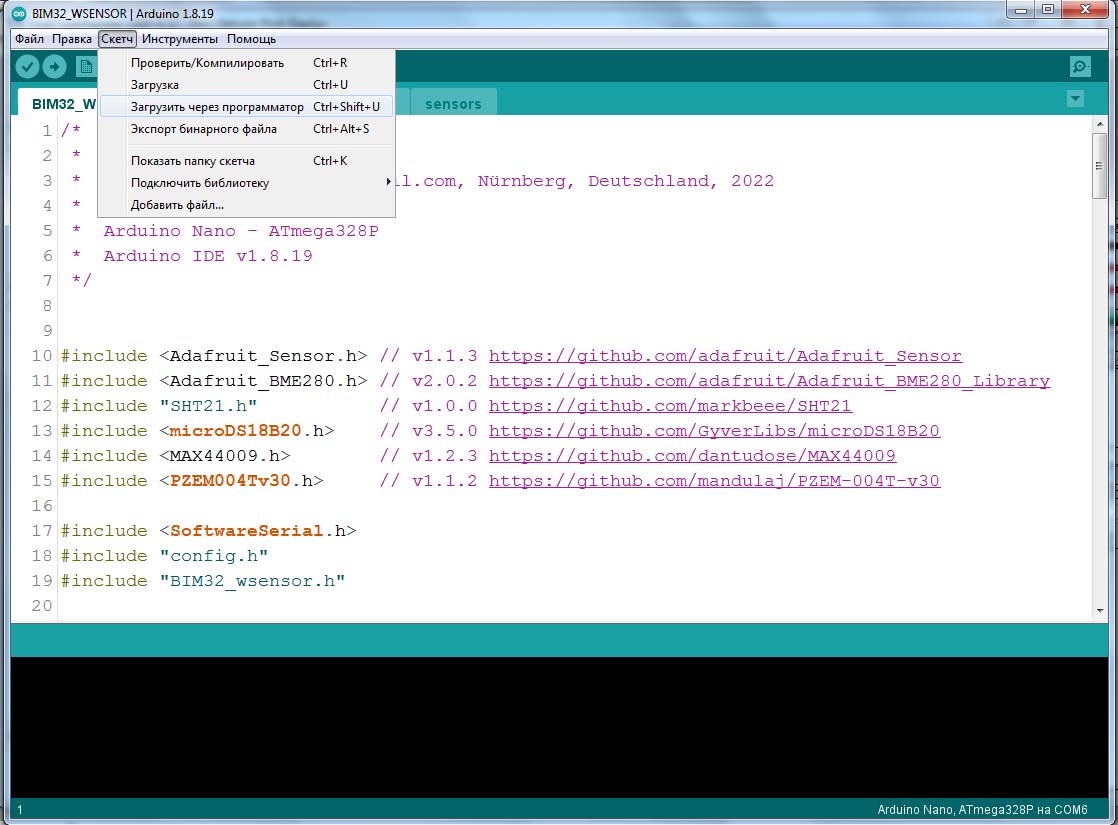 BIM32_WSENSOR | Arduino 1.8.19
Файл Правка Скетч Инструменты Помощь
Проверить/Компилировать Ctrl+R
Загрузка Ctrl+U
Загрузить через программатор Ctrl+Shift+U
Экспорт бинарного файла Ctrl+Alt+S
Показать папку скетча Ctrl+K
Подключить библиотеку
Добавить файл...
BIM32_W sensors
1 /*
2 *
3 * il.com, Nürnberg, Deutschland, 2022
4 *
5 * Arduino Nano - ATmega328P
6 * Arduino IDE v1.8.19
7 */
8
9
10 #include <Adafruit_Sensor.h> // v1.1.3 https://github.com/adafruit/Adafruit_Sensor
11 #include <Adafruit_BME280.h> // v2.0.2 https://github.com/adafruit/Adafruit_BME280_Library
12 #include "SHT21.h" // v1.0.0 https://github.com/markbeee/SHT21
13 #include <microDS18B20.h> // v3.5.0 https://github.com/GyverLibs/microDS18B20
14 #include <MAX44009.h> // v1.2.3 https://github.com/dantudose/MAX44009
15 #include <PZEM004Tv30.h> // v1.1.2 https://github.com/mandulaj/PZEM-004T-v30
16
17 #include <SoftwareSerial.h>
18 #include "config.h"
19 #include "BIM32_wsensor.h"
20
1 Arduino Nano, ATmega328P на COM6